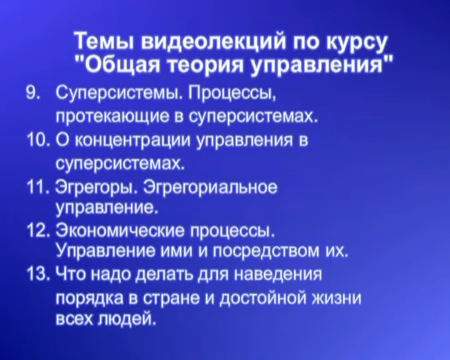 Темы видеолекций по курсу
"Общая теория управления"
9. Суперсистемы. Процессы,
протекающие в суперсистемах.
10. О концентрации управления в
суперсистемах.
11. Эгрегоры. Эгрегориальное
управление.
12. Экономические процессы.
Управление ими и посредством их.
13. Что надо делать для наведения
порядка в стране и достойной жизни
всех людей.